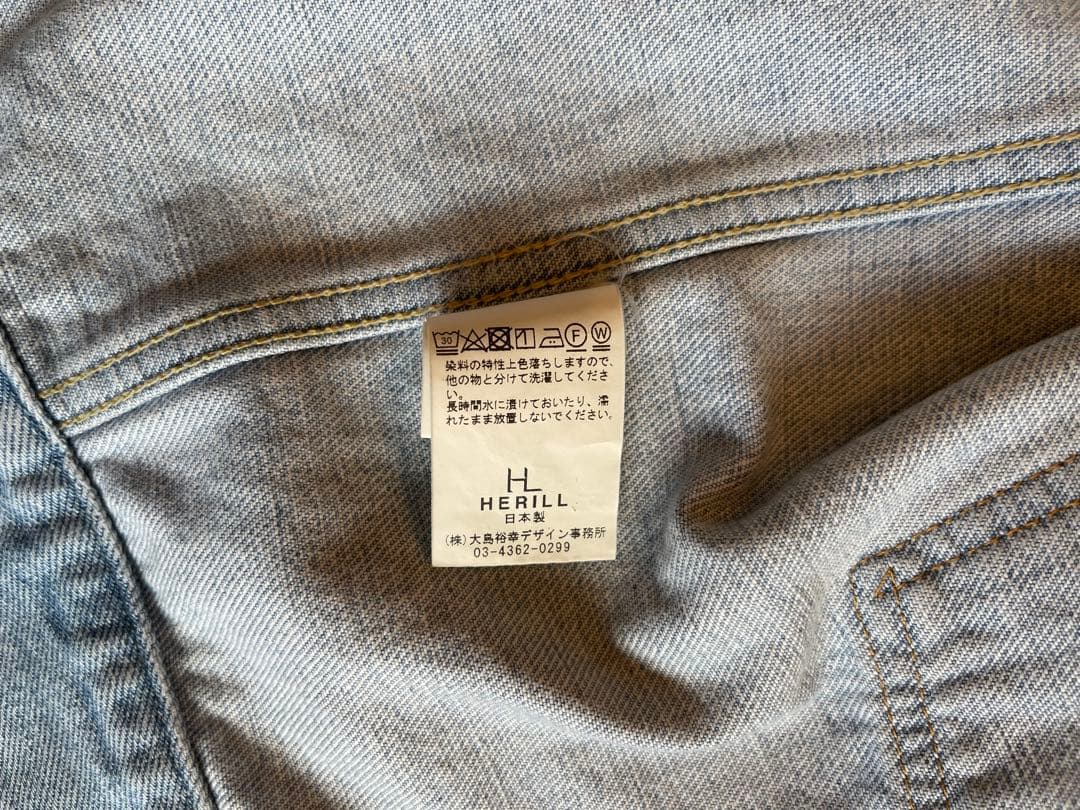 30 F W
染料の特性上色落ちしますので、
他の物と分けて洗濯してくださ
い。
長時間水に漬けておいたり、濡
れたまま放置しないでください。
HL
HERILL
日本製
(株)大島裕幸デザイン事務所
03-4362-0299